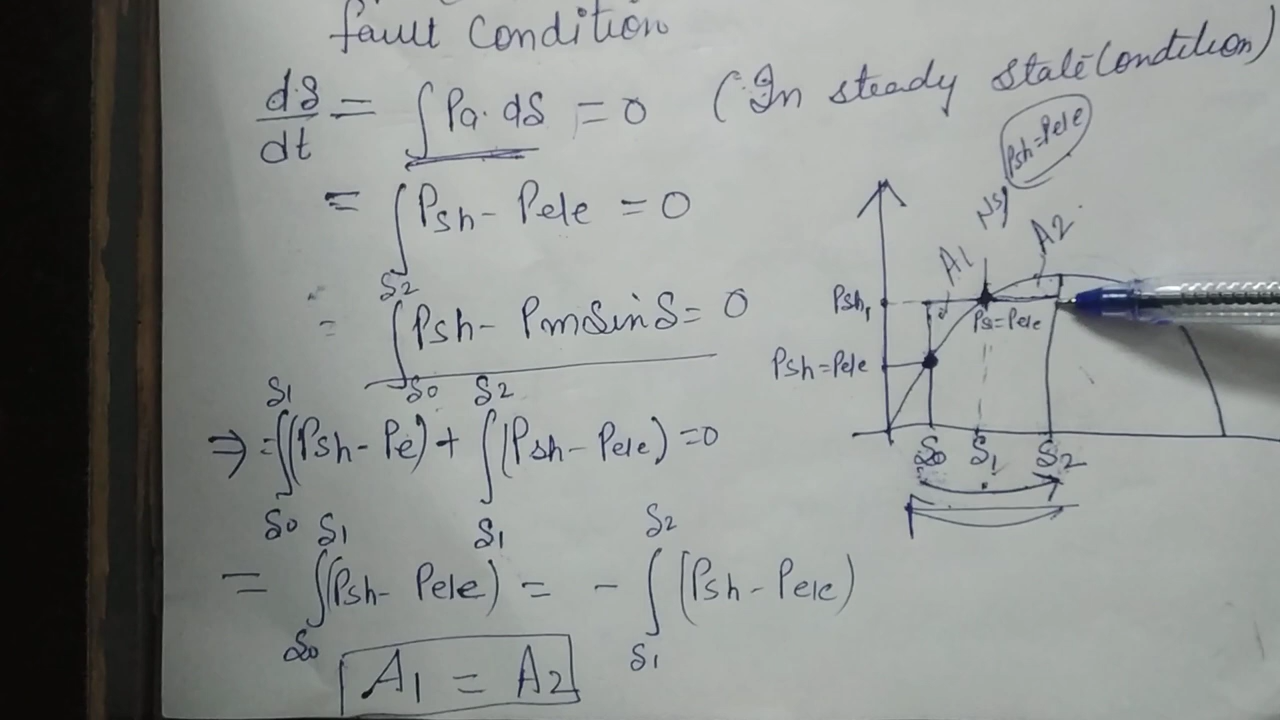 fault Condition
dδ/dt = ∫ Pa. dδ = 0 (In steady state Condition)
= ∫ Psh - Pele = 0
= ∫ δ0 δ2 Psh - Pm Sin δ = 0
⇒ = ∫ δ0 δ1 (Psh - Pe) + ∫ δ1 δ2 (Psh - Pele) = 0
= ∫ δ0 δ1 (Psh - Pele) = - ∫ δ1 δ2 (Psh - Pele)
A1 = A2
Psh=Pele
Ns
A1
A2
Psh1
Ps=Pele
Psh=Pele
δ0 δ1 δ2